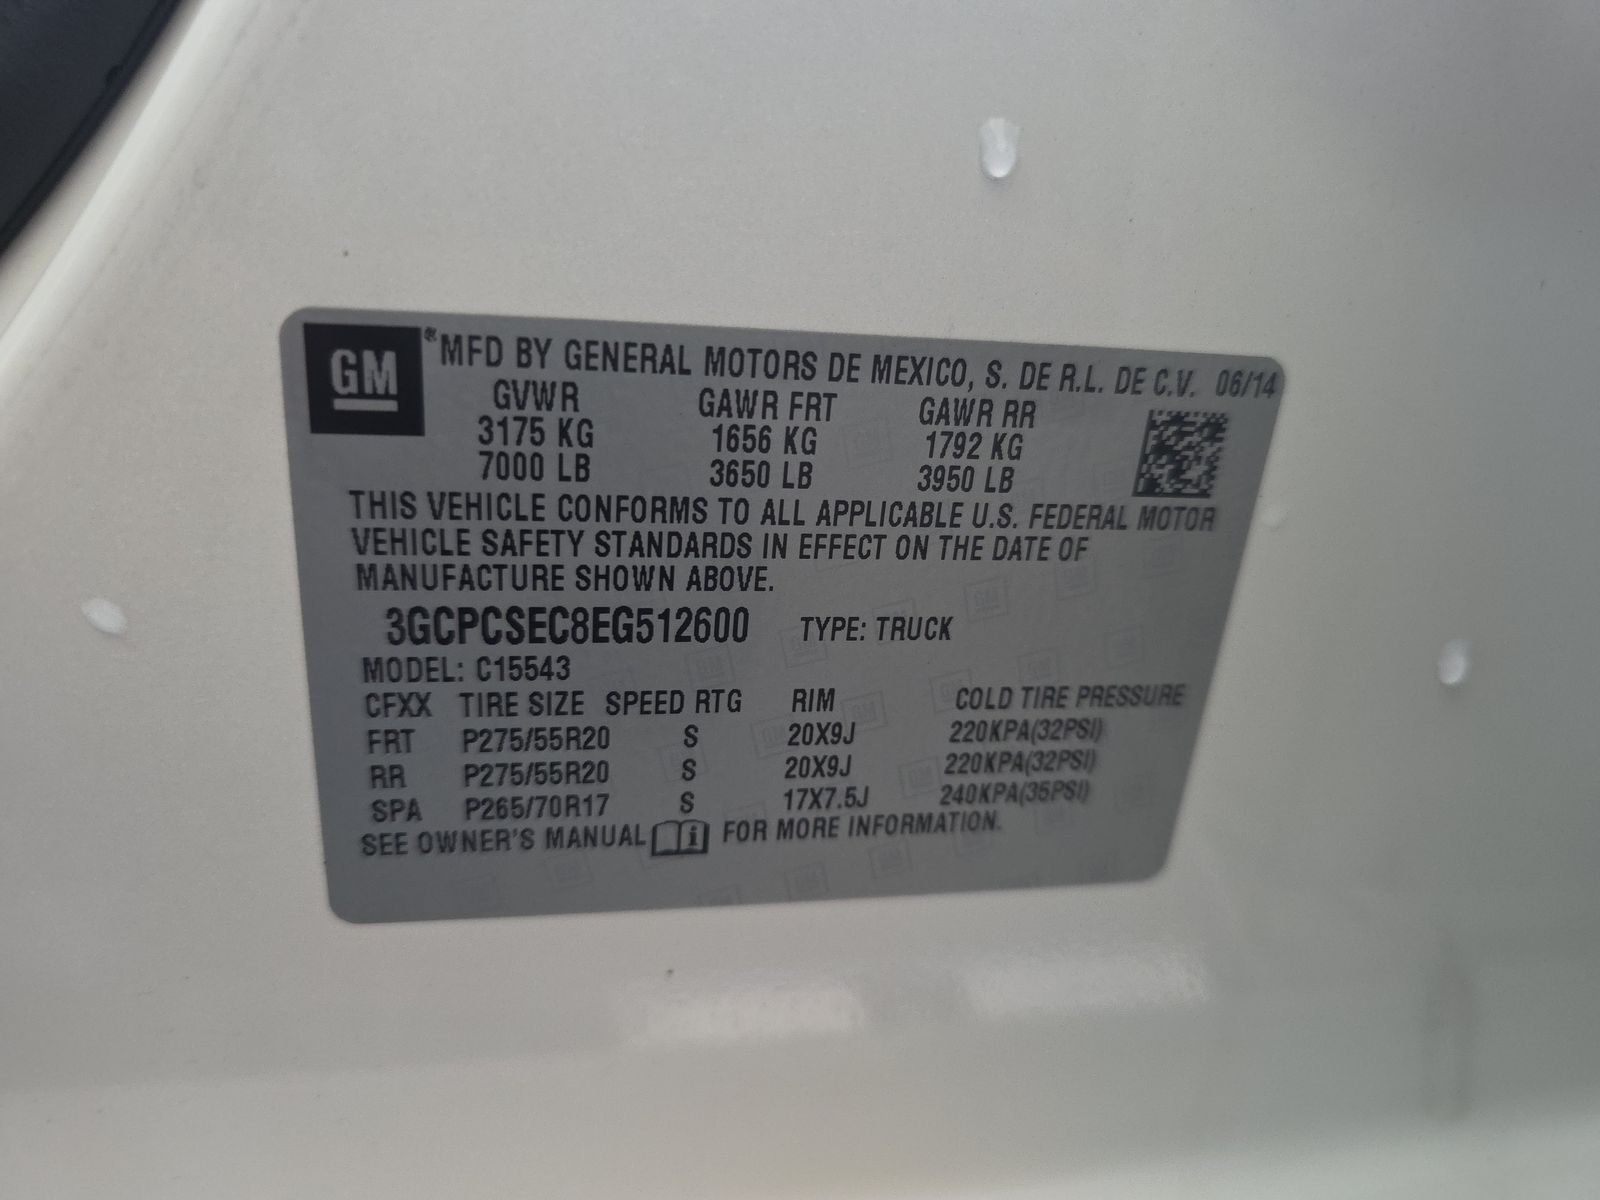 GM ® MFD BY GENERAL MOTORS DE MEXICO, S. DE R.L. DE C.V. 06/14
GVWR GAWR FRT GAWR RR
3175 KG 1656 KG 1792 KG
7000 LB 3650 LB 3950 LB
THIS VEHICLE CONFORMS TO ALL APPLICABLE U.S. FEDERAL MOTOR
VEHICLE SAFETY STANDARDS IN EFFECT ON THE DATE OF
MANUFACTURE SHOWN ABOVE.
3GCPCSEC8EG512600 TYPE: TRUCK
MODEL: C15543
CFXX TIRE SIZE SPEED RTG RIM COLD TIRE PRESSURE
FRT P275/55R20 S 20X9J 220KPA(32PSI)
RR P275/55R20 S 20X9J 220KPA(32PSI)
SPA P265/70R17 S 17X7.5J 240KPA(35PSI)
SEE OWNER'S MANUAL i FOR MORE INFORMATION.